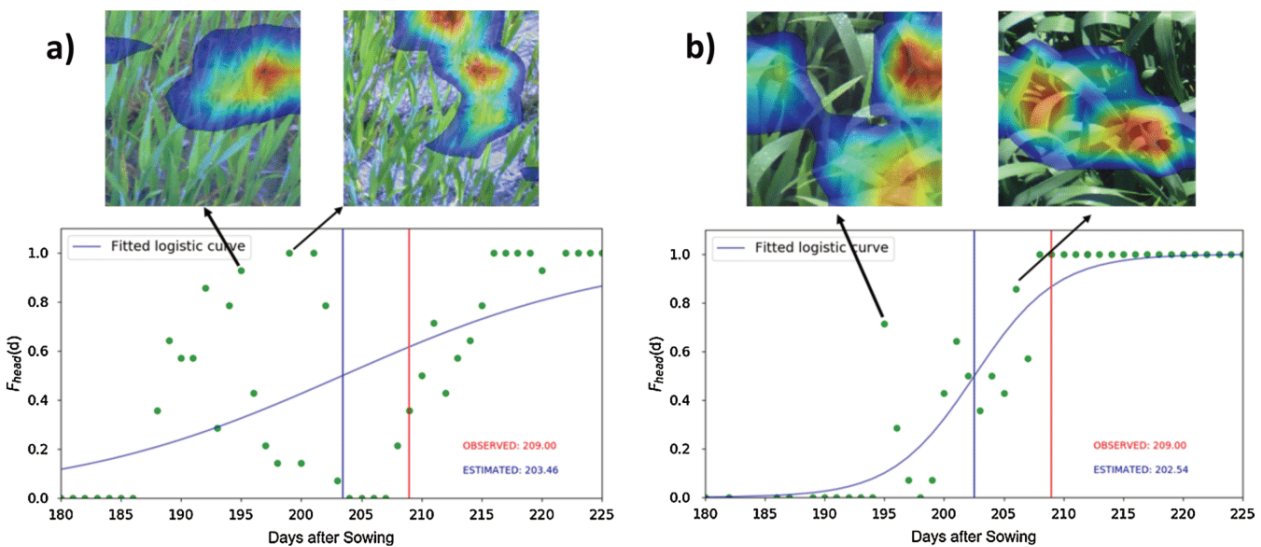 a)
b)
Fitted logistic curve
1.0
0.8
0.6
0.4
0.2
0.0
F_head(d)
OBSERVED: 209.00
ESTIMATED: 203.46
180 185 190 195 200 205 210 215 220 225
Days after Sowing
Fitted logistic curve
1.0
0.8
0.6
0.4
0.2
0.0
F_head(d)
OBSERVED: 209.00
ESTIMATED: 202.54
180 185 190 195 200 205 210 215 220 225
Days after Sowing